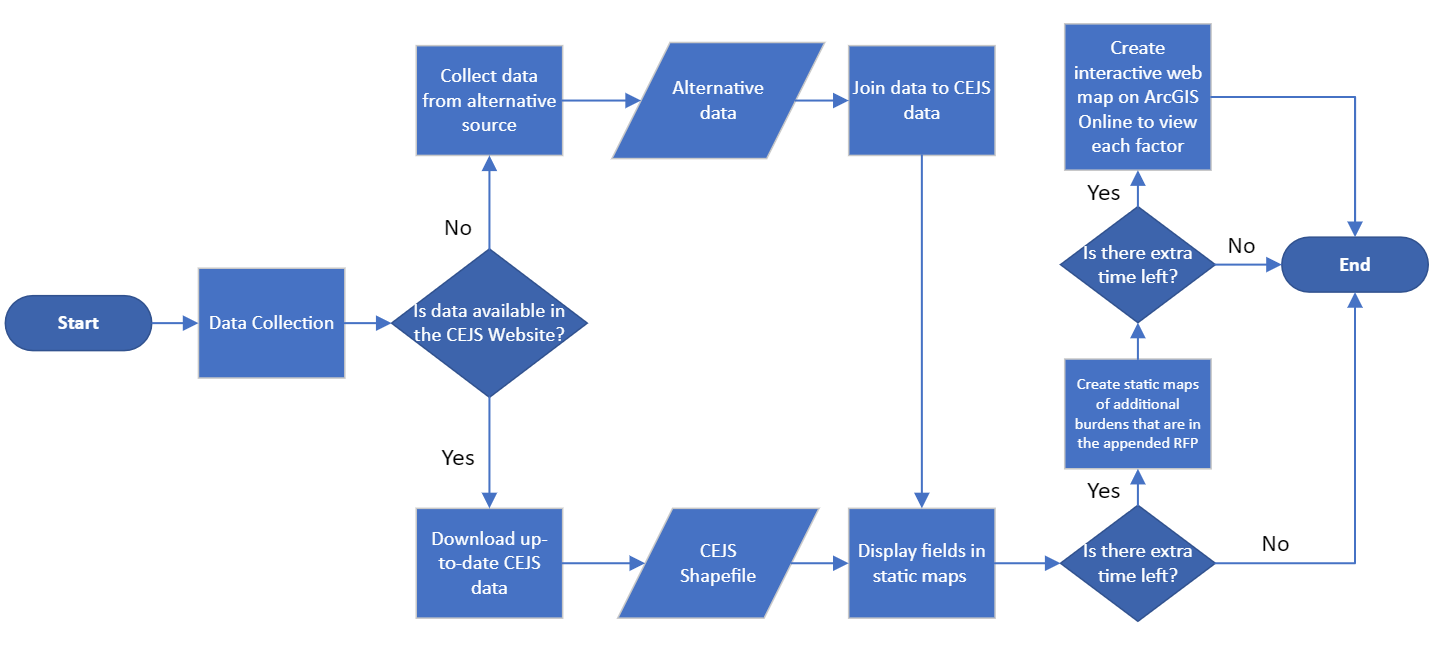 Start
Data Collection
Is data available in
the CEJS Website?
No
Collect data
from alternative
source
Alternative
data
Join data to CEJS
data
Yes
Download up-
to-date CEJS
data
CEJS
Shapefile
Display fields in
static maps
Is there extra
time left?
No
Yes
Create static maps
of additional
burdens that are in
the appended RFP
Is there extra
time left?
No
Yes
Create
interactive web
map on ArcGIS
Online to view
each factor
End